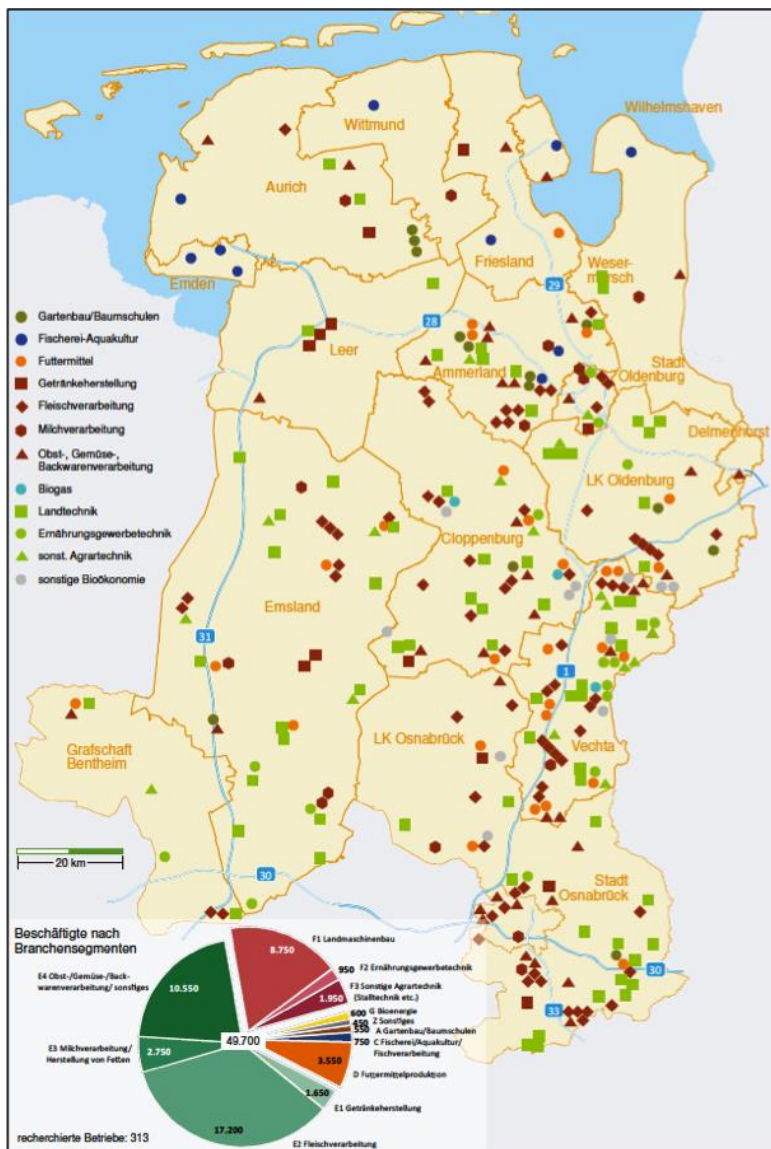 Wilhelmshaven
Wittmund
Aurich
Friesland
Weser-
marsch
Emden
29
28
Leer
Ammerland
Stadt
Oldenburg
Delmenhorst
LK Oldenburg
Gartenbau/Baumschulen
Fischerei-Aquakultur
Futtermittel
Getränkeherstellung
Fleischverarbeitung
Milchverarbeitung
Obst-, Gemüse-,
Backwarenverarbeitung
Biogas
Landtechnik
Ernährungsgewerbetechnik
sonst. Agrartechnik
sonstige Bioökonomie
Cloppenburg
Emsland
31
1
Grafschaft
Bentheim
LK Osnabrück
Vechta
20 km
30
Stadt
Osnabrück
30
33
Beschäftigte nach
Branchensegmenten
F1 Landmaschinenbau
8.750
950
F2 Ernährungsgewerbetechnik
1.950
F3 Sonstige Agrartechnik
(Stalltechnik etc.)
600
G Bioenergie
450
Z Sonstiges
550
A Gartenbau/Baumschulen
750
C Fischerei/Aquakultur/
Fischverarbeitung
3.550
D Futtermittelproduktion
1.650
E1 Getränkeherstellung
17.200
E2 Fleischverarbeitung
2.750
E3 Milchverarbeitung/
Herstellung von Fetten
10.550
E4 Obst-/Gemüse-/Back-
warenverarbeitung/ sonstiges
49.700
recherchierte Betriebe: 313